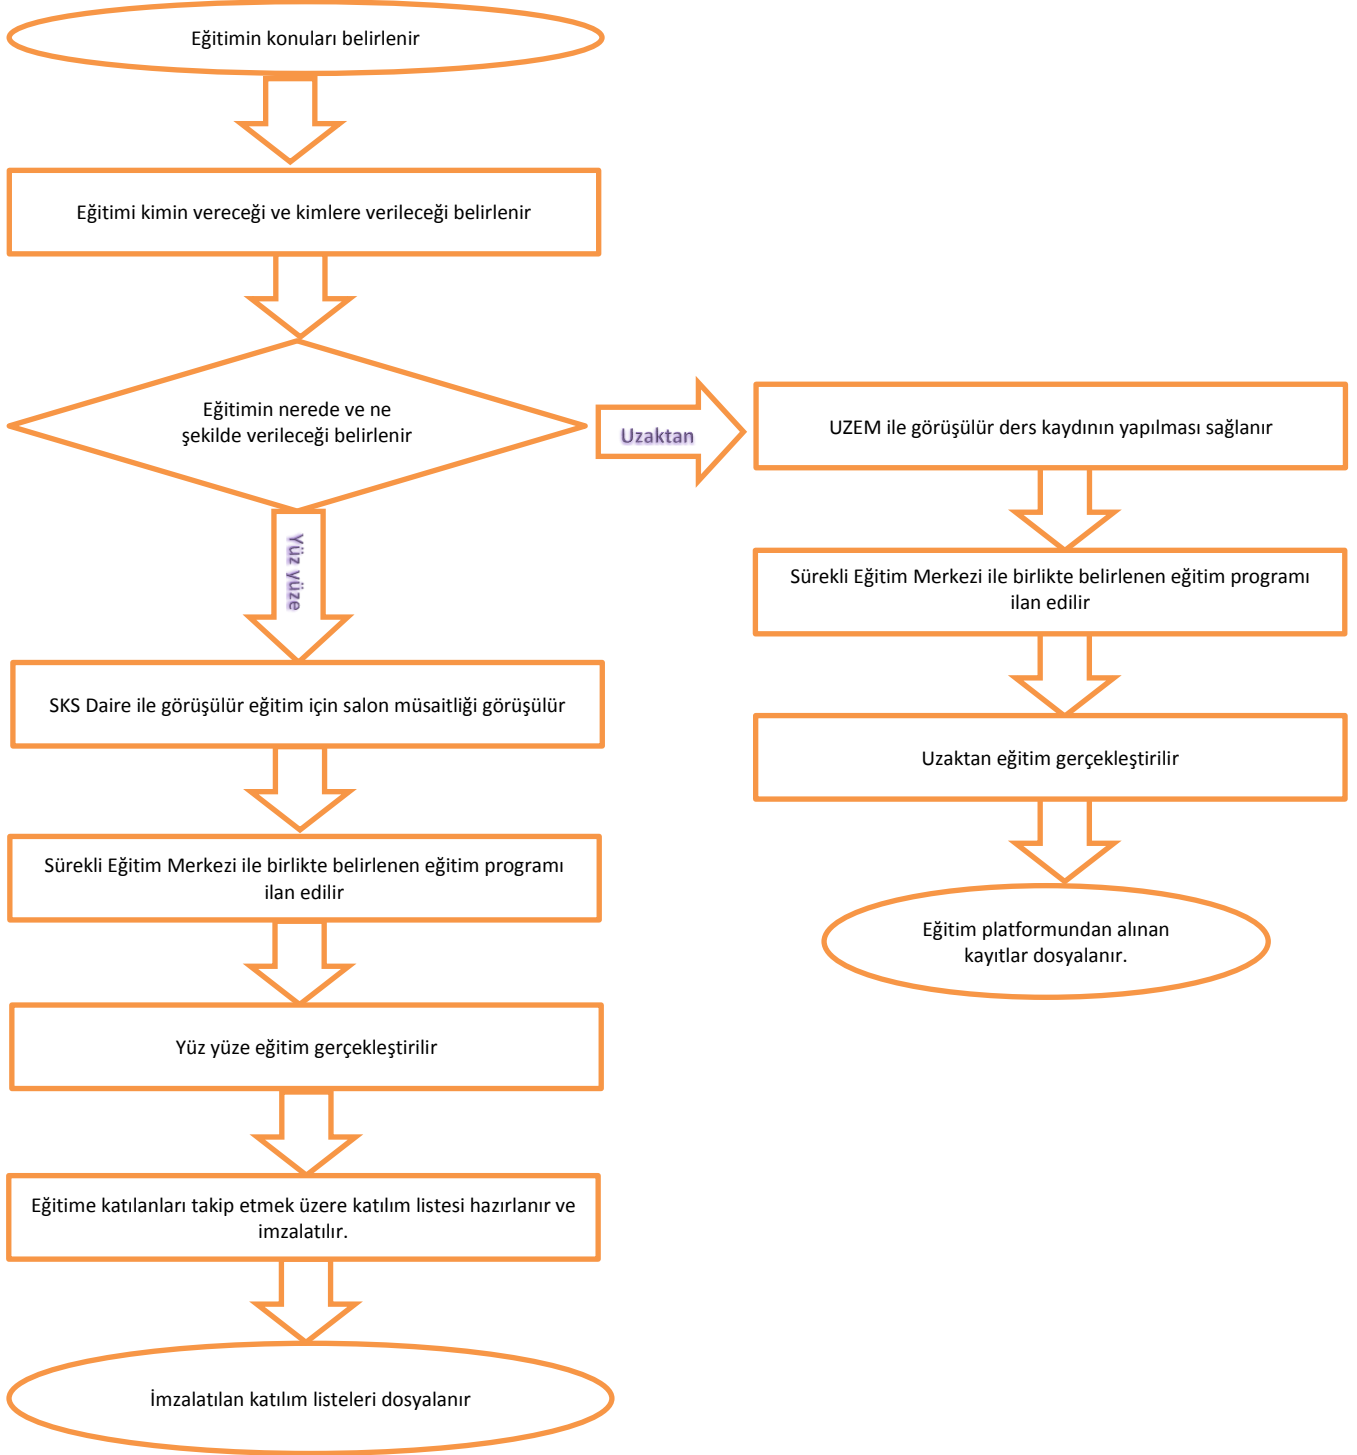 Eğitimin konuları belirlenir
Eğitimi kimin vereceği ve kimlere verileceği belirlenir
Eğitimin nerede ve ne
şekilde verileceği belirlenir
Uzaktan
UZEM ile görüşülür ders kaydının yapılması sağlanır
Sürekli Eğitim Merkezi ile birlikte belirlenen eğitim programı
ilan edilir
Uzaktan eğitim gerçekleştirilir
Eğitim platformundan alınan
kayıtlar dosyalanır.
Yüz yüze
SKS Daire ile görüşülür eğitim için salon müsaitliği görüşülür
Sürekli Eğitim Merkezi ile birlikte belirlenen eğitim programı
ilan edilir
Yüz yüze eğitim gerçekleştirilir
Eğitime katılanları takip etmek üzere katılım listesi hazırlanır ve
imzalatılır.
İmzalatılan katılım listeleri dosyalanır